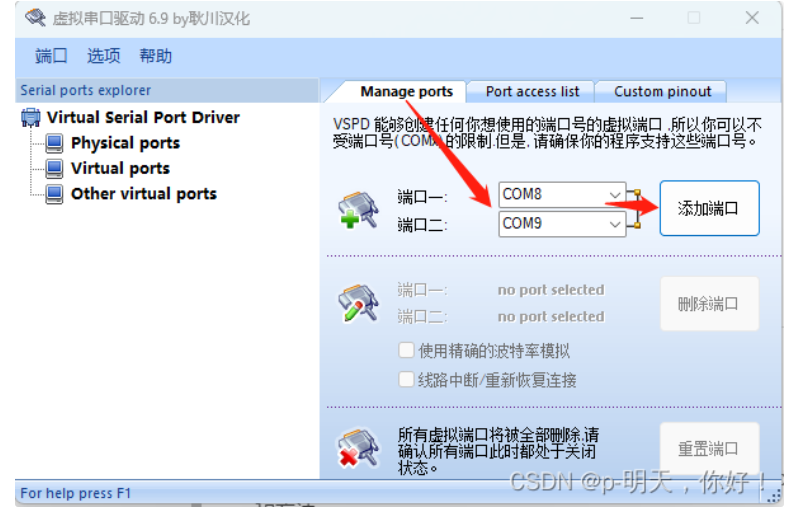 虚拟串口驱动 6.9 by耿川汉化
端口 选项 帮助
Serial ports explorer
Manage ports Port access list Custom pinout
Virtual Serial Port Driver
Physical ports
Virtual ports
Other virtual ports
VSPD 能够创建任何你想使用的端口号的虚拟端口 .所以你可以不
受端口号(COMx)的限制.但是, 请确保你的程序支持这些端口号。
端口一: COM8
端口二: COM9
添加端口
端口一: no port selected
端口二: no port selected
删除端口
使用精确的波特率模拟
线路中断/重新恢复连接
所有虚拟端口将被全部删除.请
确认所有端口此时都处于关闭
状态。
重置端口
CSDN @p-明天，你好！
For help press F1